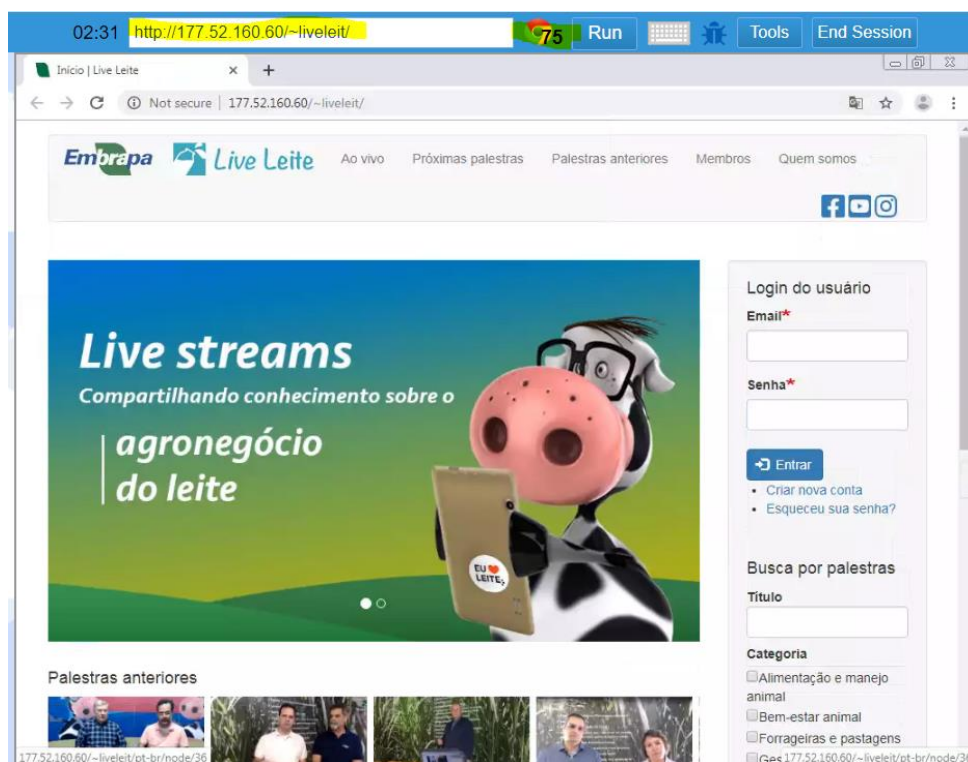 02:31 http://177.52.160.60/~liveleit/ 75 Run Tools End Session
Início | Live Leite
Not secure | 177.52.160.60/~liveleit/
Embrapa Live Leite Ao vivo Próximas palestras Palestras anteriores Membros Quem somos
Live streams
Compartilhando conhecimento sobre o
agronegócio
do leite
EU
LEITE
Login do usuário
Email*
Senha*
Entrar
Criar nova conta
Esqueceu sua senha?
Busca por palestras
Título
Categoria
Alimentação e manejo
animal
Bem-estar animal
Forrageiras e pastagens
Palestras anteriores
177.52.160.60/~liveleit/pt-br/node/36
Ges 177.52.160.60/~liveleit/pt-br/node/36